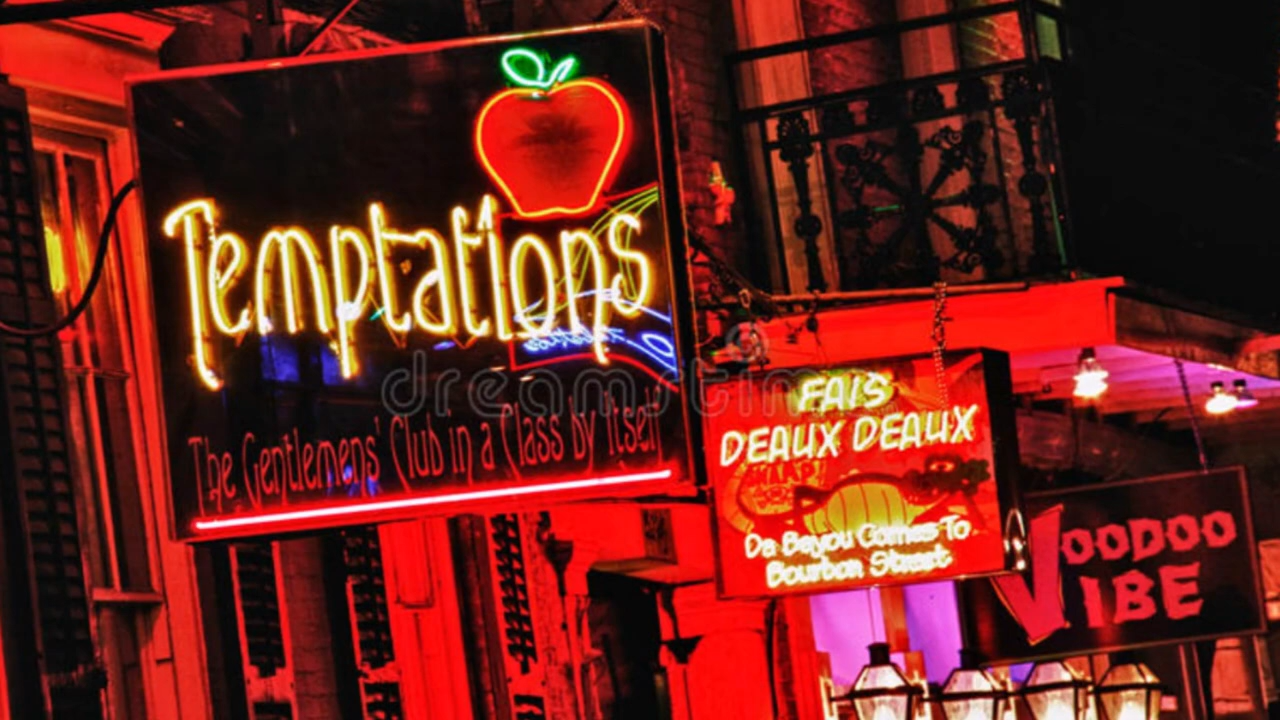 Temptations
The Gentlemens' Club in a Class by Itself
FAIS
DEAUX DEAUX
Da Bayou Comes To
Bourbon Street
VOODOO
VIBE
dreamstime